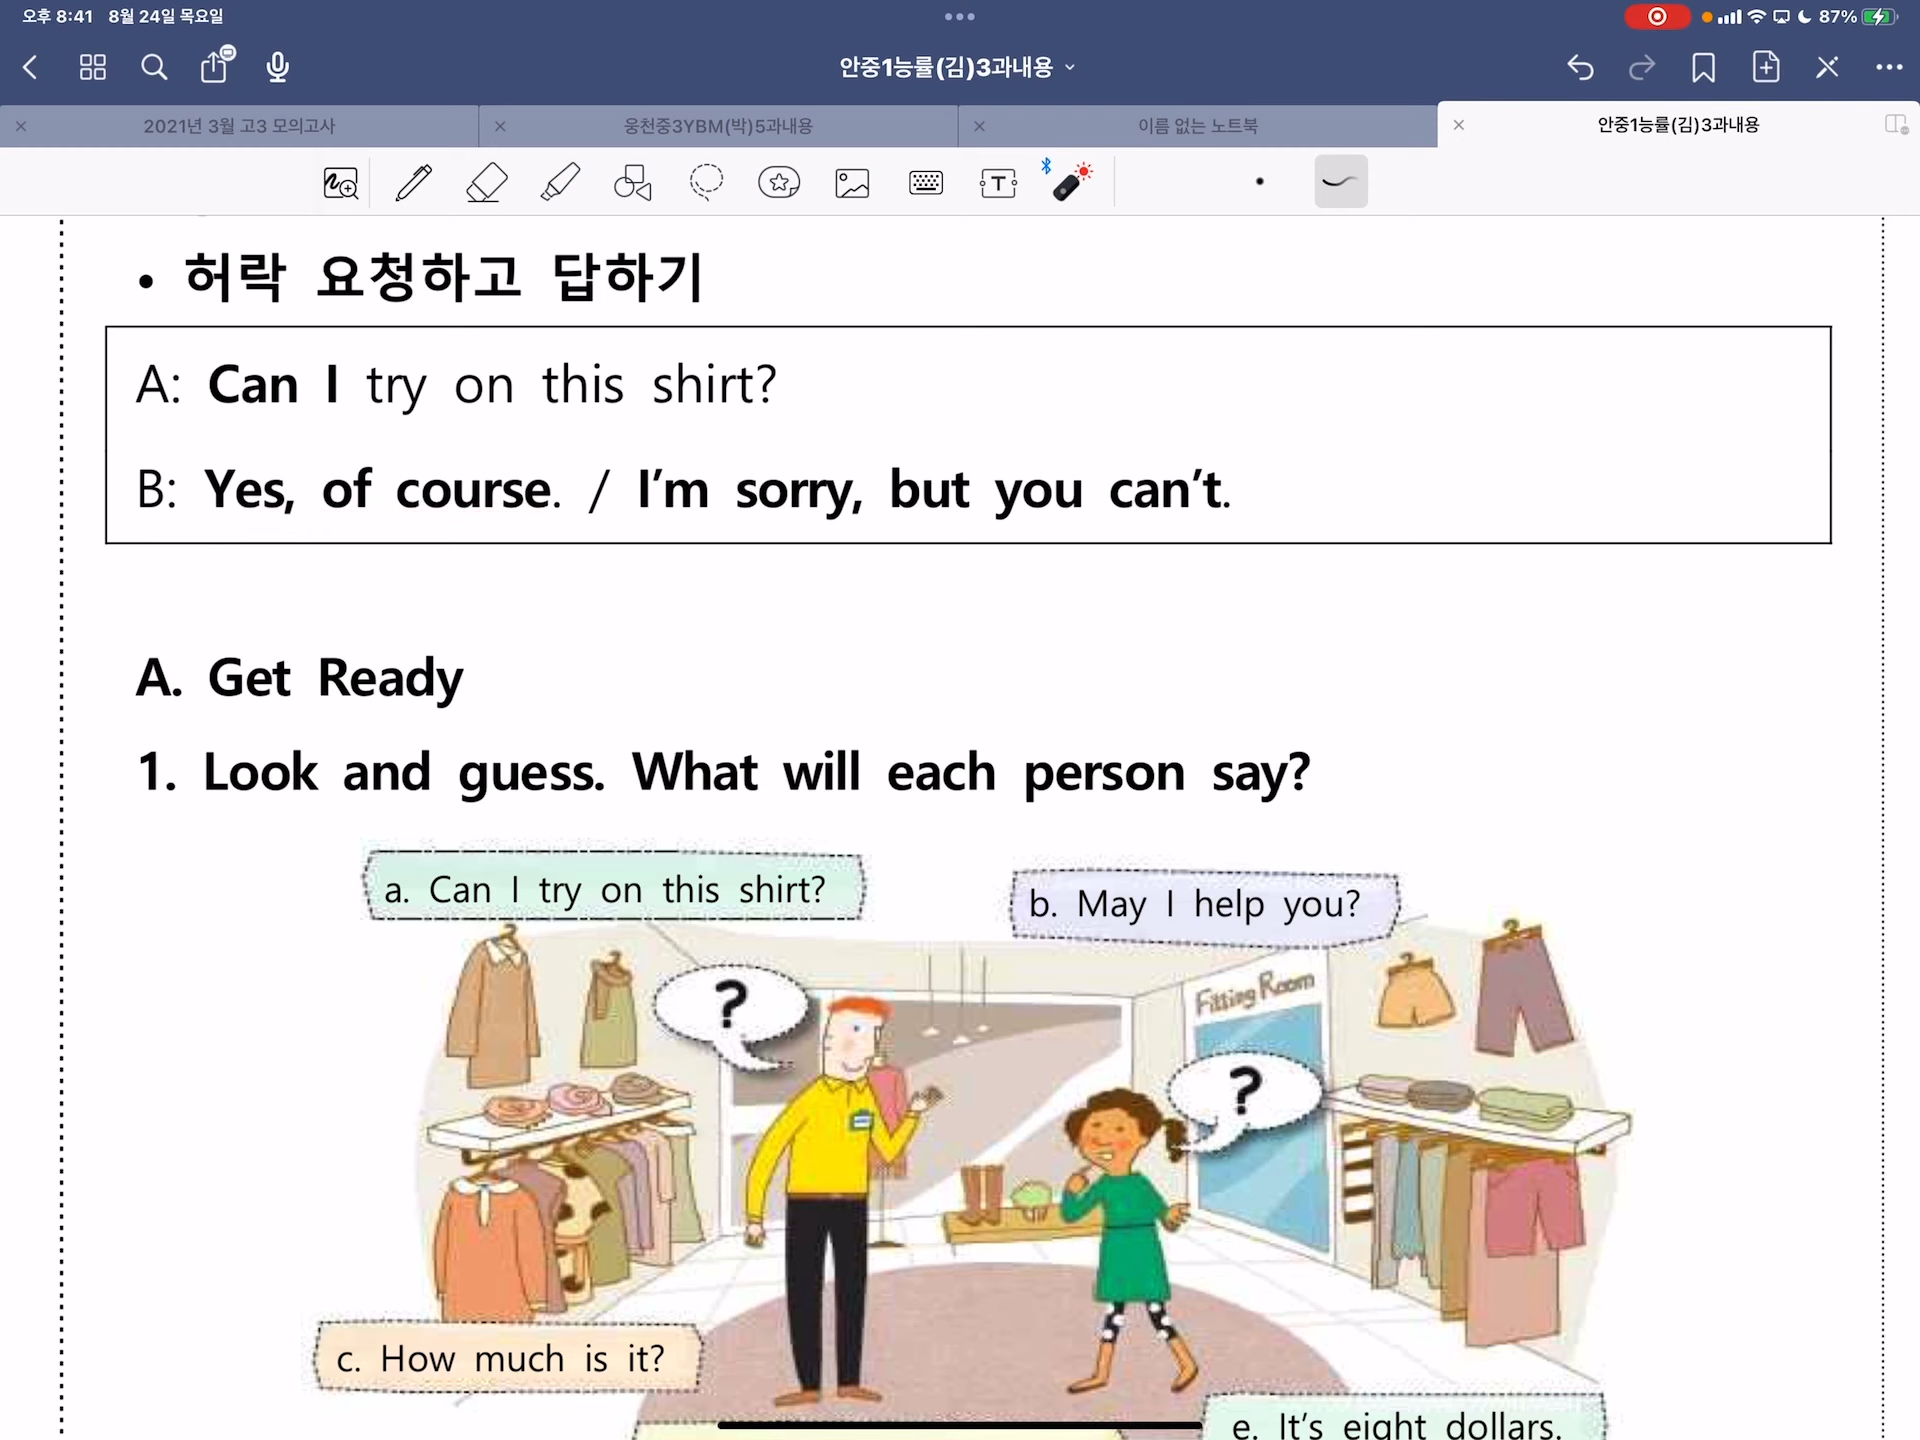 오후 8:41 8월 24일 목요일
87%
안중1능률(김)3과내용
2021년 3월 고3 모의고사
웅천중3YBM(박)5과내용
이름 없는 노트북
안중1능률(김)3과내용
• 허락 요청하고 답하기
A: Can I try on this shirt?
B: Yes, of course. / I'm sorry, but you can't.
A. Get Ready
1. Look and guess. What will each person say?
a. Can I try on this shirt?
b. May I help you?
?
Fitting Room
?
c. How much is it?
e. It's eight dollars.